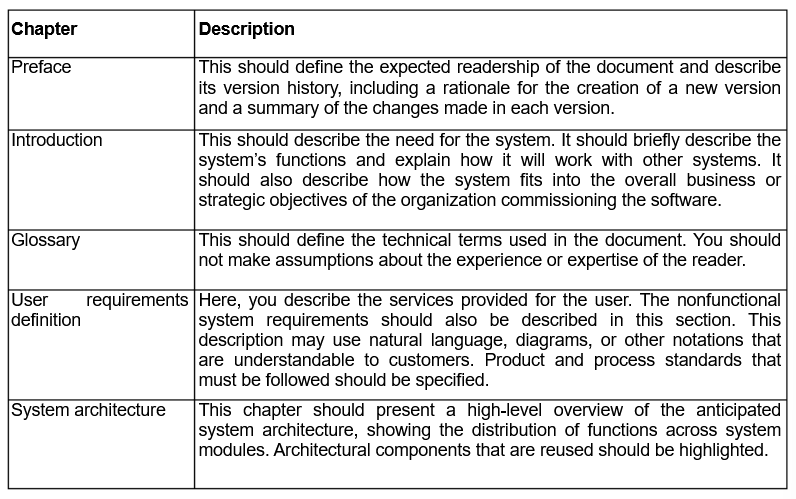 Chapter
Description
Preface
This should define the expected readership of the document and describe
its version history, including a rationale for the creation of a new version
and a summary of the changes made in each version.
Introduction
This should describe the need for the system. It should briefly describe the
system’s functions and explain how it will work with other systems. It
should also describe how the system fits into the overall business or
strategic objectives of the organization commissioning the software.
Glossary
This should define the technical terms used in the document. You should
not make assumptions about the experience or expertise of the reader.
User requirements
definition
Here, you describe the services provided for the user. The nonfunctional
system requirements should also be described in this section. This
description may use natural language, diagrams, or other notations that
are understandable to customers. Product and process standards that
must be followed should be specified.
System architecture
This chapter should present a high-level overview of the anticipated
system architecture, showing the distribution of functions across system
modules. Architectural components that are reused should be highlighted.